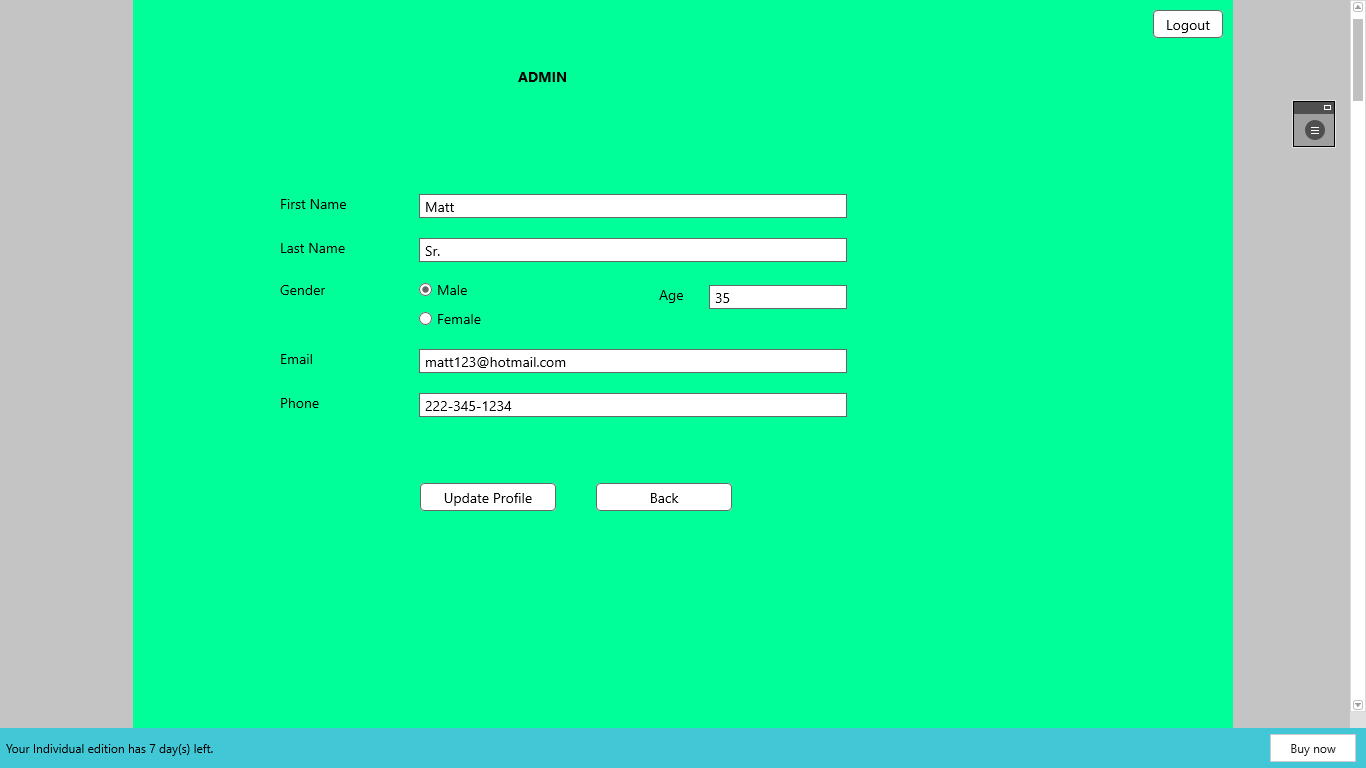 Logout
ADMIN
First Name Matt
Last Name Sr.
Gender Male Age 35
Female
Email matt123@hotmail.com
Phone 222-345-1234
Update Profile Back
Your Individual edition has 7 day(s) left. Buy now